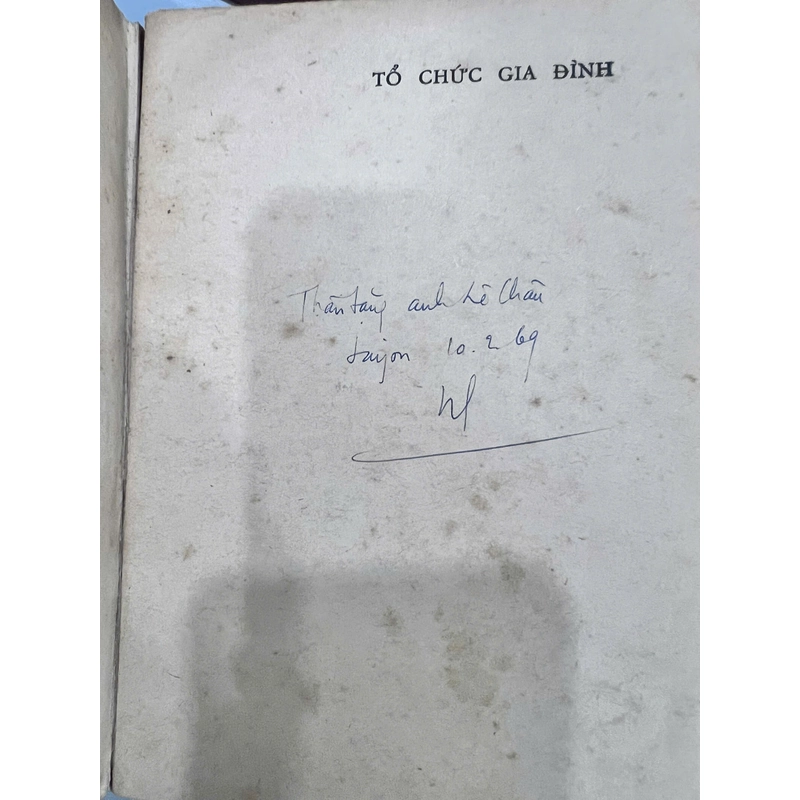 TỔ CHỨC GIA ĐÌNH
Thân tặng anh Lê Châu
Saigon 10.2.69